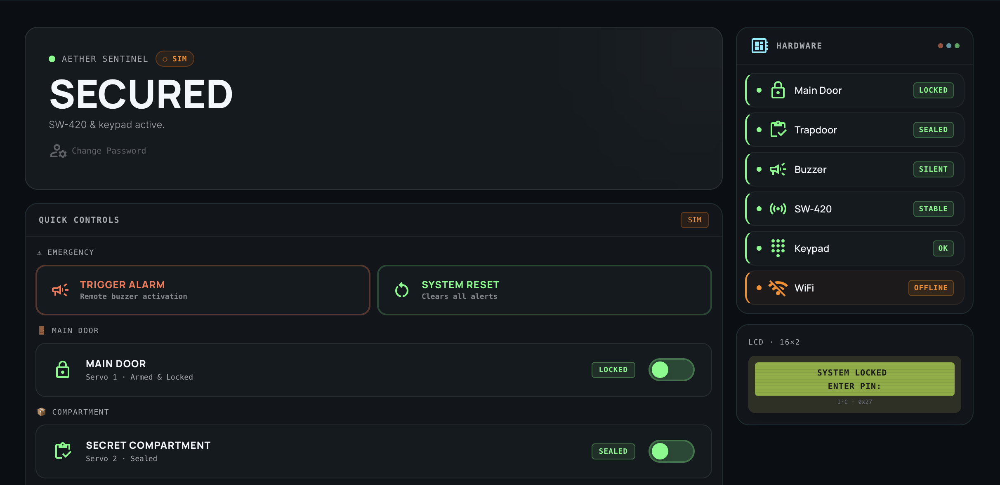 AETHER SENTINEL
◌ SIM
SECURED
SW-420 & keypad active.
Change Password
QUICK CONTROLS
SIM
⚠ EMERGENCY
TRIGGER ALARM
Remote buzzer activation
SYSTEM RESET
Clears all alerts
🚪 MAIN DOOR
MAIN DOOR
Servo 1 · Armed & Locked
LOCKED
📦 COMPARTMENT
SECRET COMPARTMENT
Servo 2 · Sealed
SEALED
HARDWARE
Main Door
LOCKED
Trapdoor
SEALED
Buzzer
SILENT
SW-420
STABLE
Keypad
OK
WiFi
OFFLINE
LCD · 16×2
SYSTEM LOCKED
ENTER PIN:
I²C · 0x27